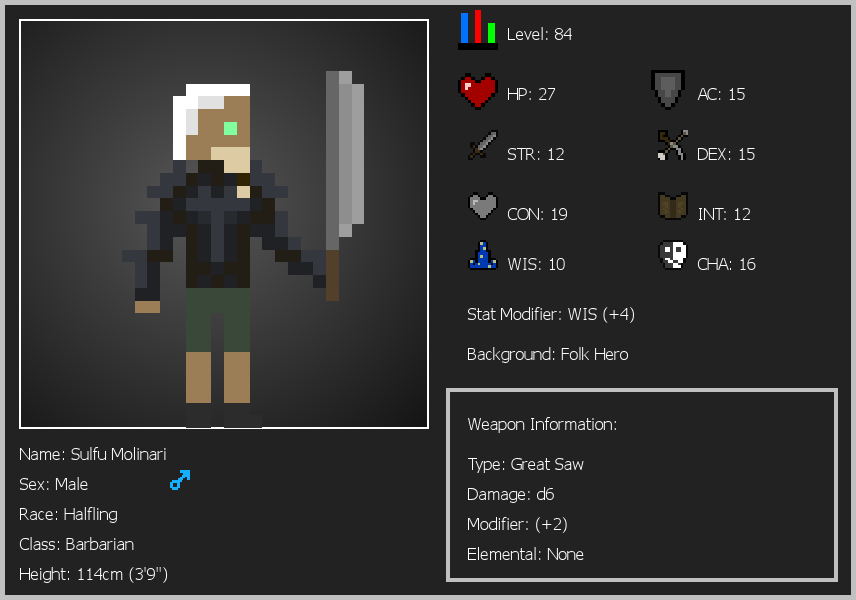 Level: 84
HP: 27
AC: 15
STR: 12
DEX: 15
CON: 19
INT: 12
WIS: 10
CHA: 16
Stat Modifier: WIS (+4)
Background: Folk Hero
Weapon Information:
Type: Great Saw
Damage: d6
Modifier: (+2)
Elemental: None
Name: Sulfu Molinari
Sex: Male
Race: Halfling
Class: Barbarian
Height: 114cm (3'9")